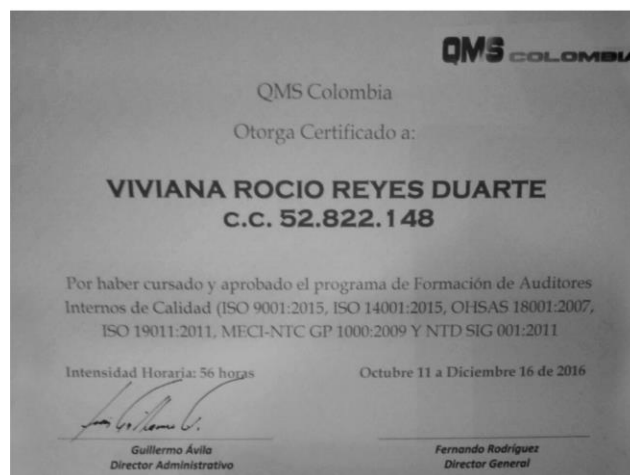 QMS COLOMBIA
QMS Colombia
Otorga Certificado a:
VIVIANA ROCIO REYES DUARTE
C.C. 52.822.148
Por haber cursado y aprobado el programa de Formación de Auditores
Internos de Calidad (ISO 9001:2015, ISO 14001:2015, OHSAS 18001:2007,
ISO 19011:2011, MECI-NTC GP 1000:2009 Y NTD SIG 001:2011
Intensidad Horaria: 56 horas Octubre 11 a Diciembre 16 de 2016
Guillermo Ávila Fernando Rodríguez
Director Administrativo Director General